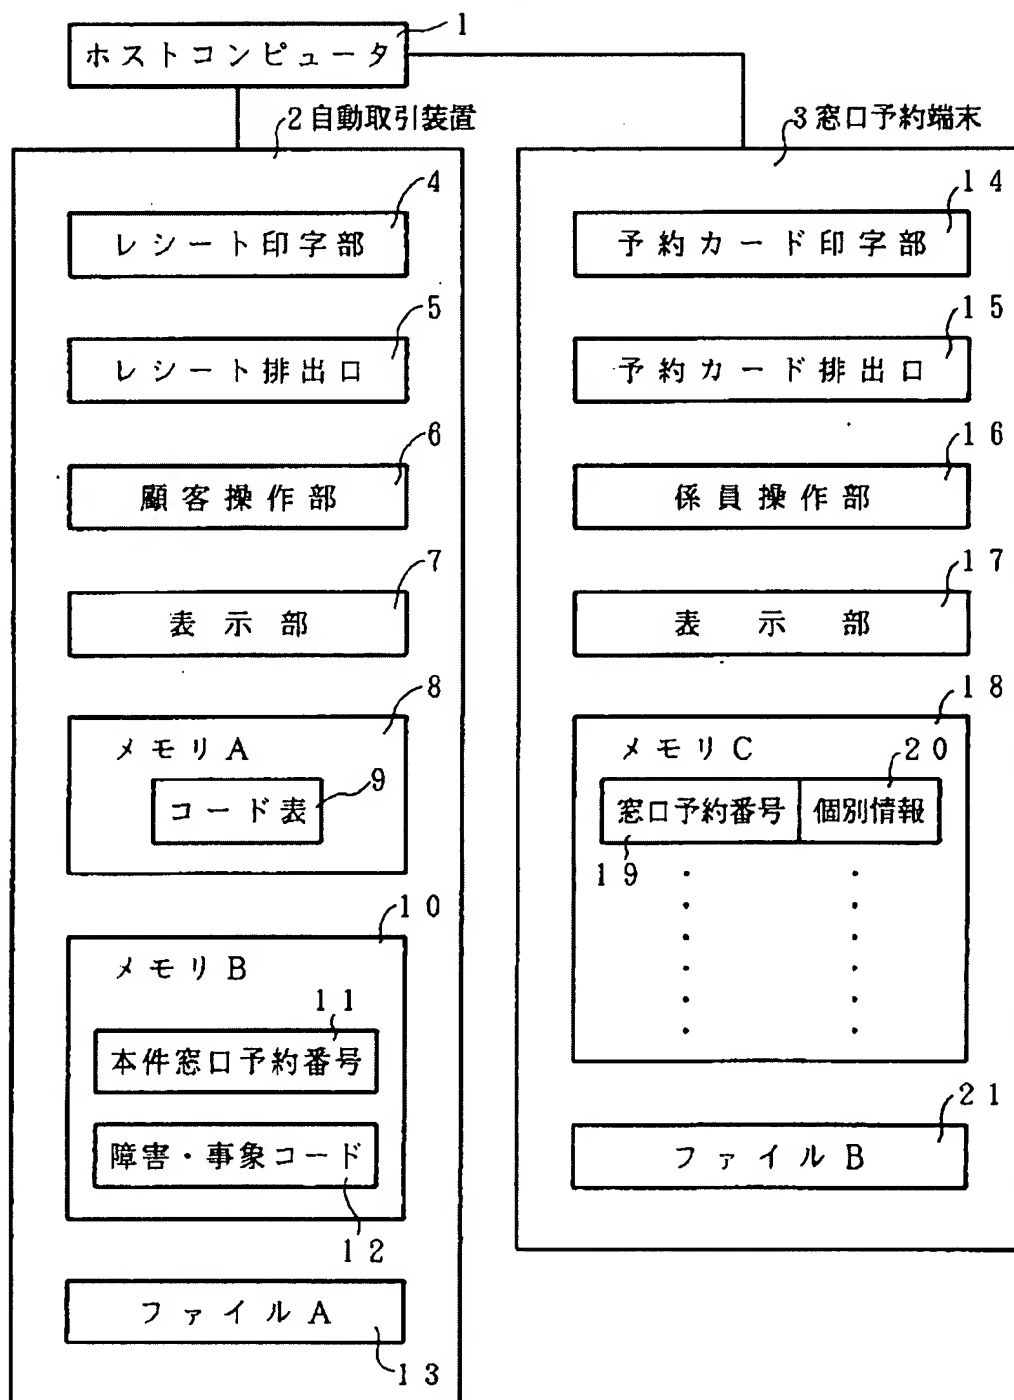 1
ホストコンピュータ
2自動取引装置
4
レシート印字部
5
レシート排出口
6
顧客操作部
7
表示部
8
メモリA
9
コード表
10
メモリB
11
本件窓口予約番号
障害・事象コード
12
ファイルA
13
3窓口予約端末
14
予約カード印字部
15
予約カード排出口
16
係員操作部
17
表示部
18
メモリC
20
窓口予約番号 個別情報
19
21
ファイルB